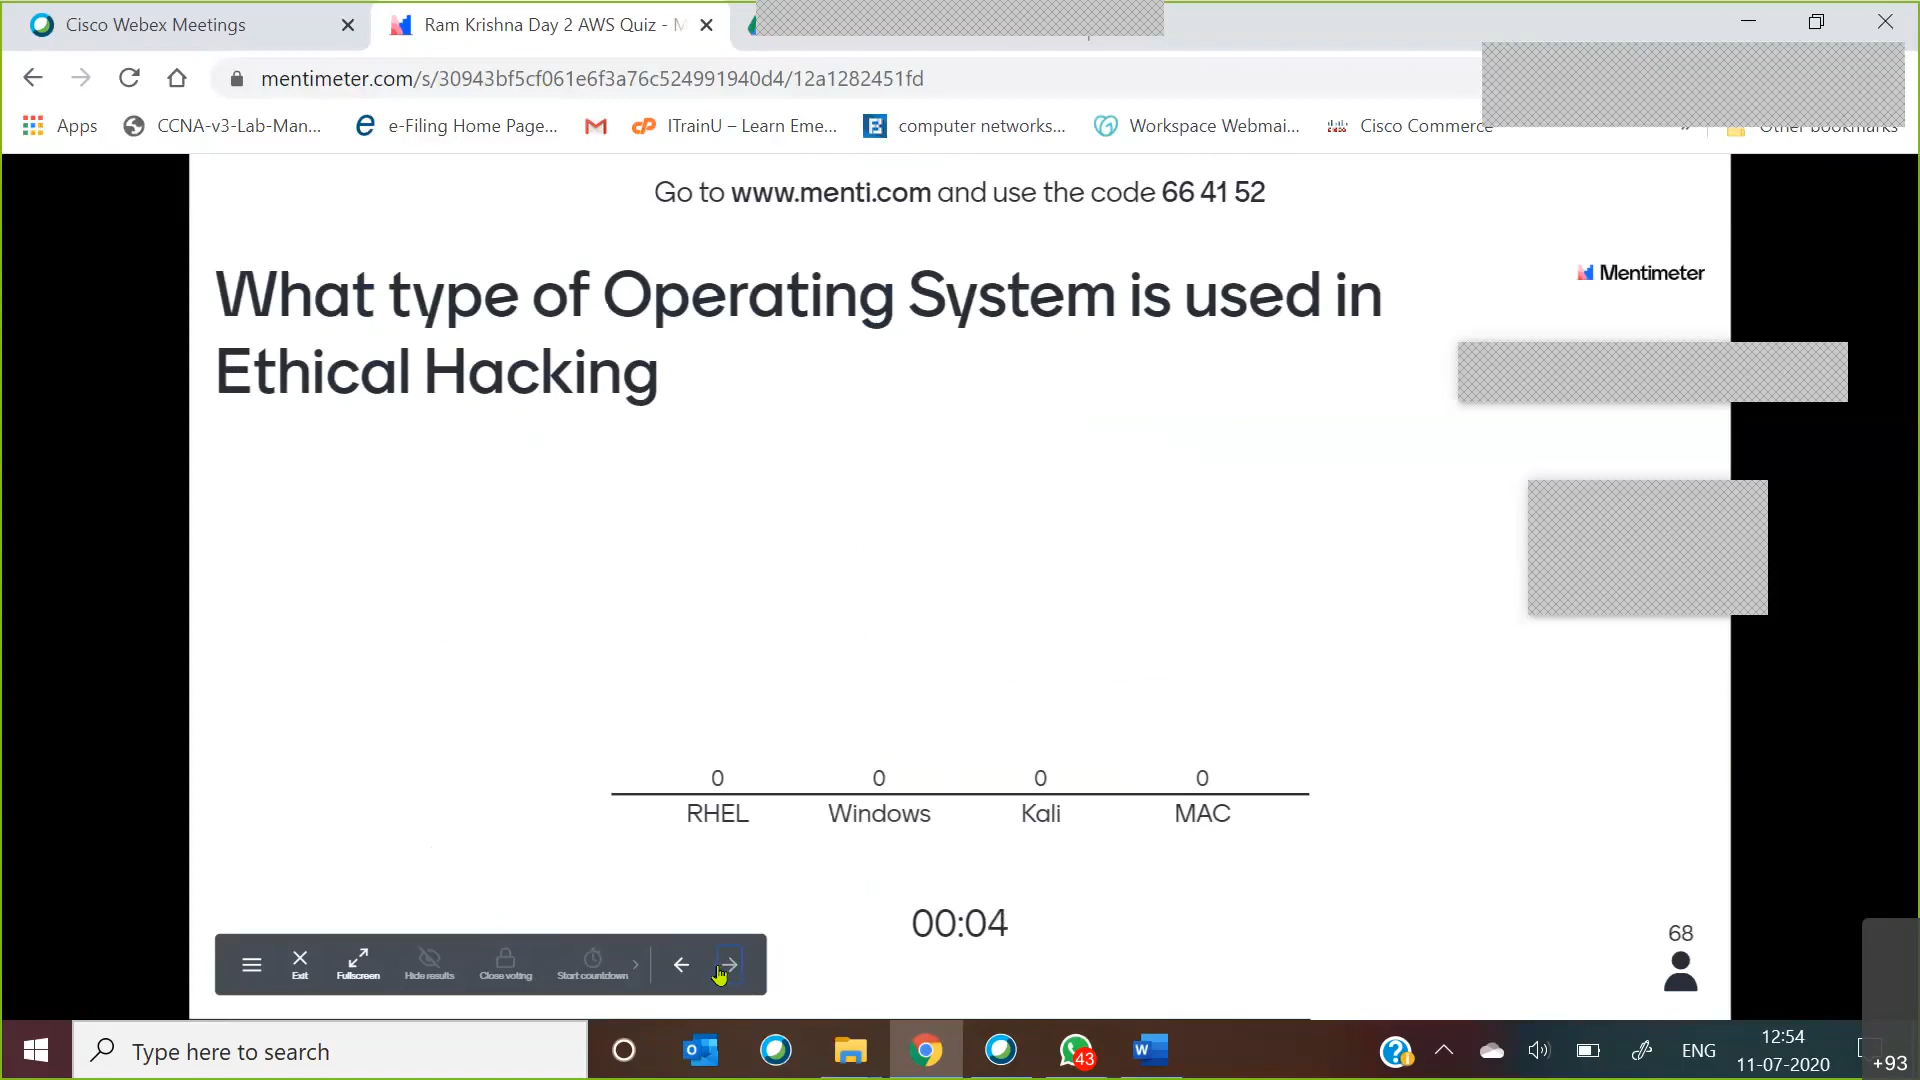 Cisco Webex Meetings
Ram Krishna Day 2 AWS Quiz - M
mentimeter.com/s/30943bf5cf061e6f3a76c524991940d4/12a1282451fd
Apps
CCNA-v3-Lab-Man...
e-Filing Home Page...
ITrainU – Learn Eme...
computer networks...
Workspace Webmai...
Cisco Commerce
Other bookmarks
Go to www.menti.com and use the code 66 41 52
Mentimeter
What type of Operating System is used in
Ethical Hacking
0 0 0 0
RHEL Windows Kali MAC
00:04
68
Exit
Fullscreen
Hide results
Close voting
Start countdown
Type here to search
43
ENG
12:54
11-07-2020
+93